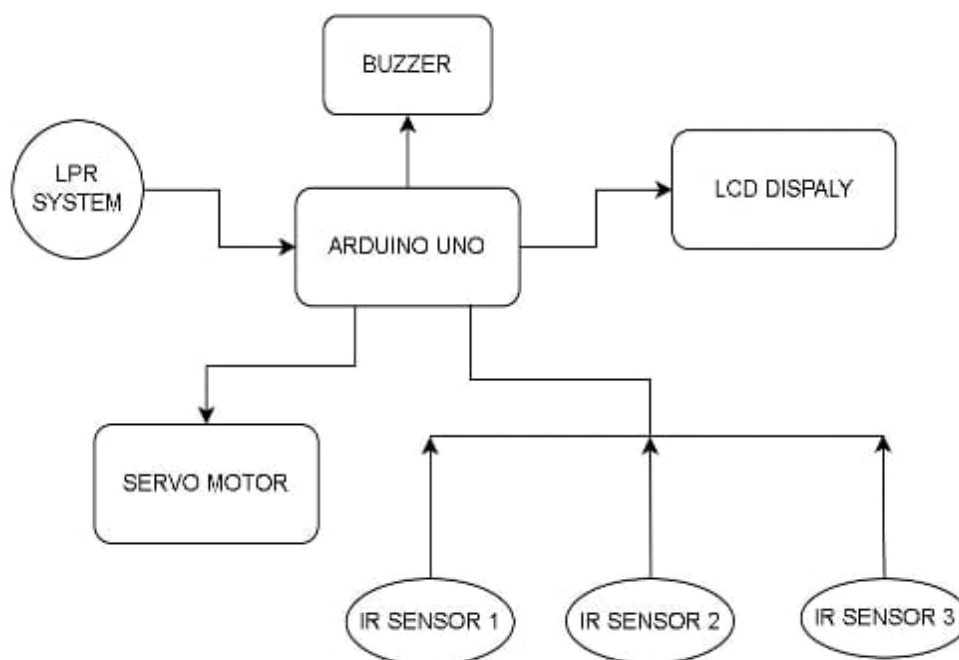 BUZZER
LPR
SYSTEM
LCD DISPALY
ARDUINO UNO
SERVO MOTOR
IR SENSOR 1
IR SENSOR 2
IR SENSOR 3